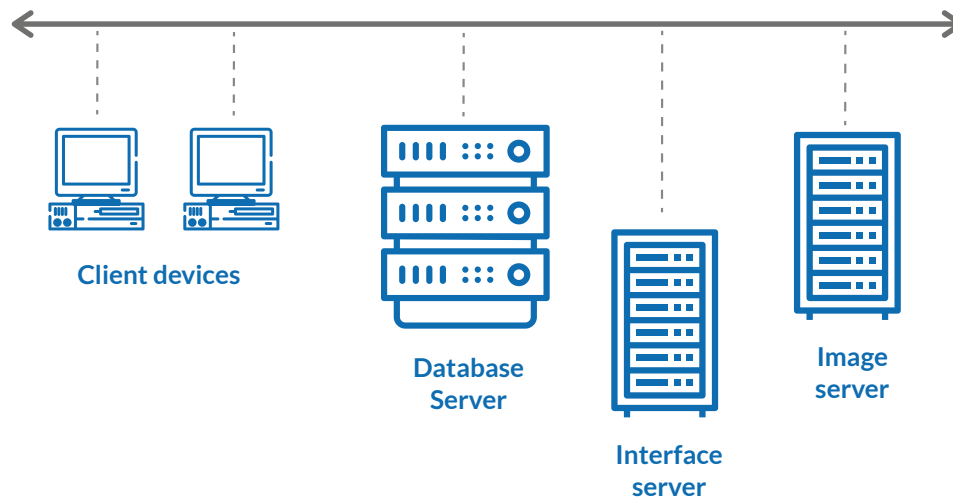 Client devices
Database
Server
Interface
server
Image
server